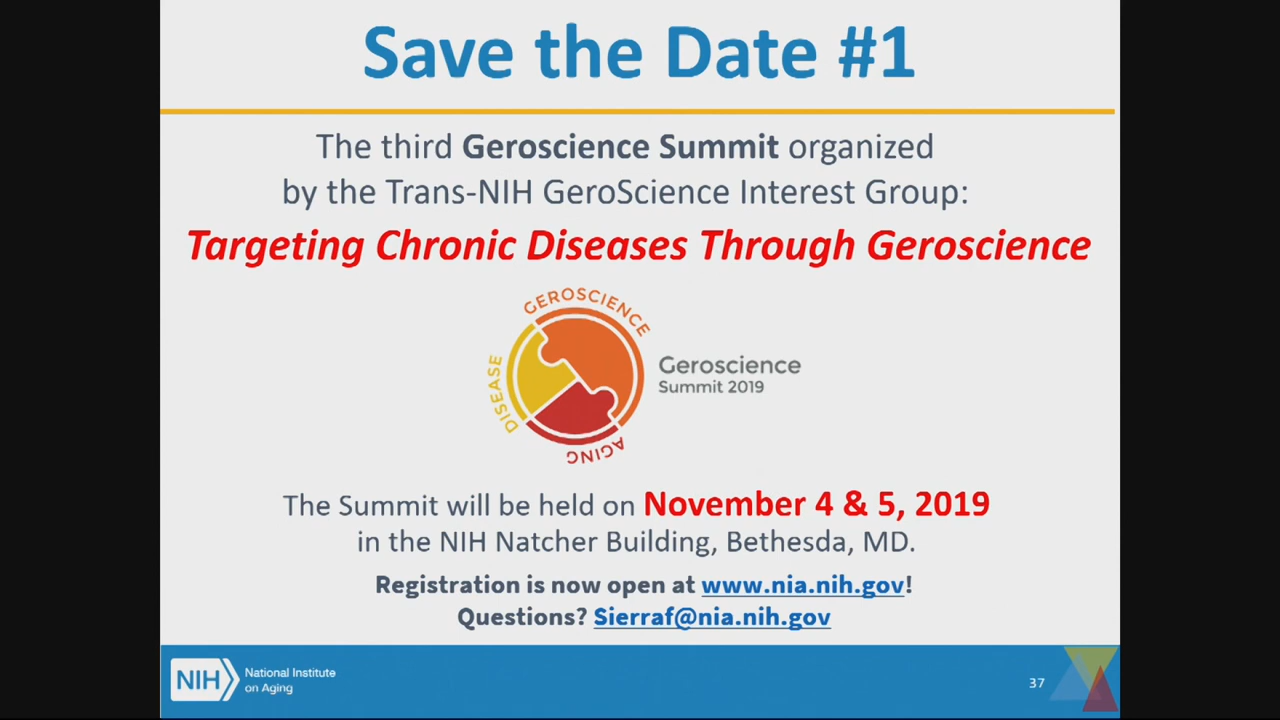 Save the Date #1
The third Geroscience Summit organized
by the Trans-NIH GeroScience Interest Group:
Targeting Chronic Diseases Through Geroscience
GEROSCIENCE
DISEASE
AGING
Geroscience
Summit 2019
The Summit will be held on November 4 & 5, 2019
in the NIH Natcher Building, Bethesda, MD.
Registration is now open at www.nia.nih.gov!
Questions? Sierraf@nia.nih.gov
NIH
National Institute
on Aging
37